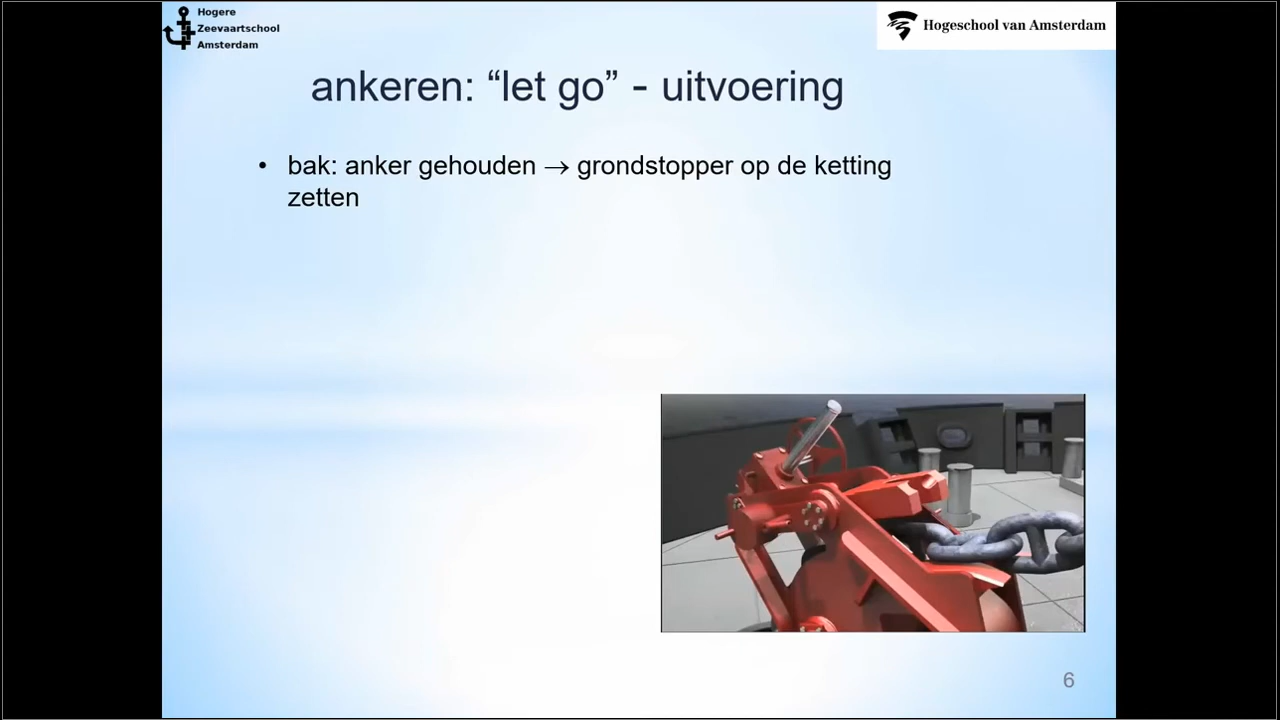 Hogere
Zeevaartschool
Amsterdam
Hogeschool van Amsterdam
ankeren: “let go” - uitvoering
• bak: anker gehouden → grondstopper op de ketting
zetten
6